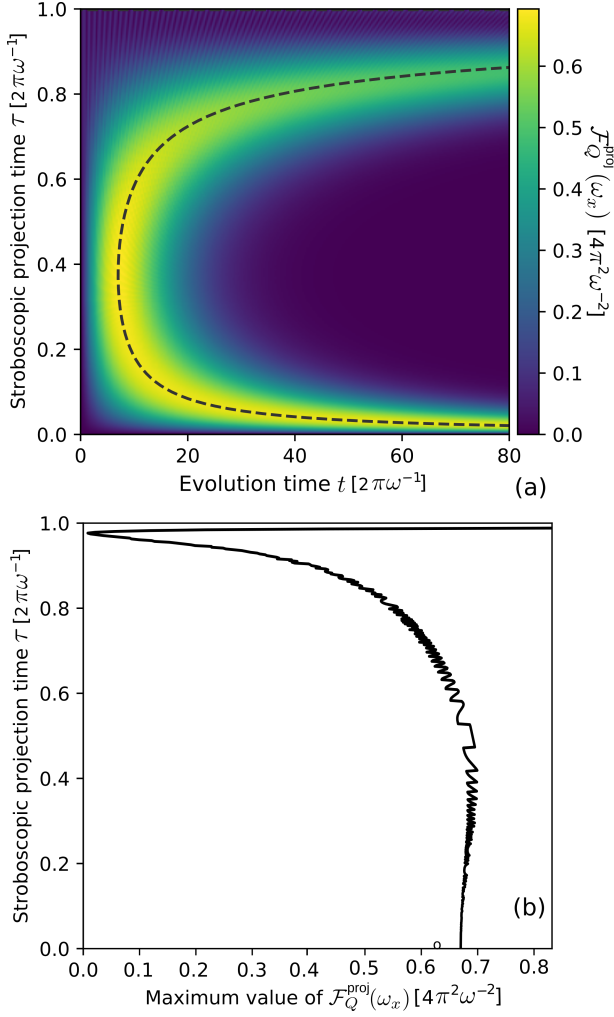 1.0
0.8
0.6
0.4
0.2
0.0
Stroboscopic projection time τ [2πω⁻¹]
0 20 40 60 80
Evolution time t [2πω⁻¹]
(a)
0.6
0.5
0.4
0.3
0.2
0.1
0.0
ℱ_Q^proj (ω_x) [4π²ω⁻²]
1.0
0.8
0.6
0.4
0.2
0.0
Stroboscopic projection time τ [2πω⁻¹]
(b)
0.0 0.1 0.2 0.3 0.4 0.5 0.6 0.7 0.8
Maximum value of ℱ_Q^proj(ω_x) [4π²ω⁻²]